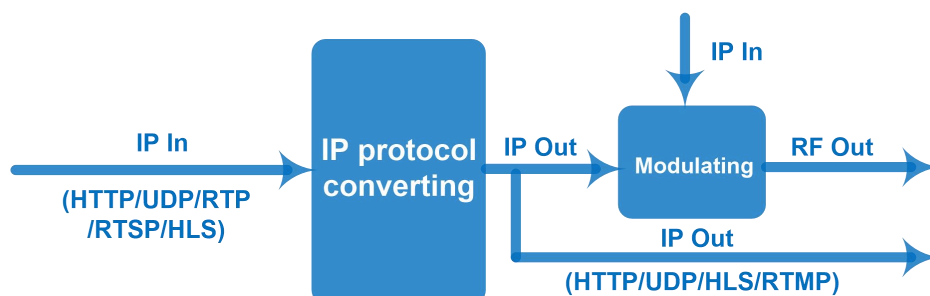 IP In
(HTTP/UDP/RTP
/RTSP/HLS)
IP protocol
converting
IP Out
IP In
Modulating
RF Out
IP Out
(HTTP/UDP/HLS/RTMP)